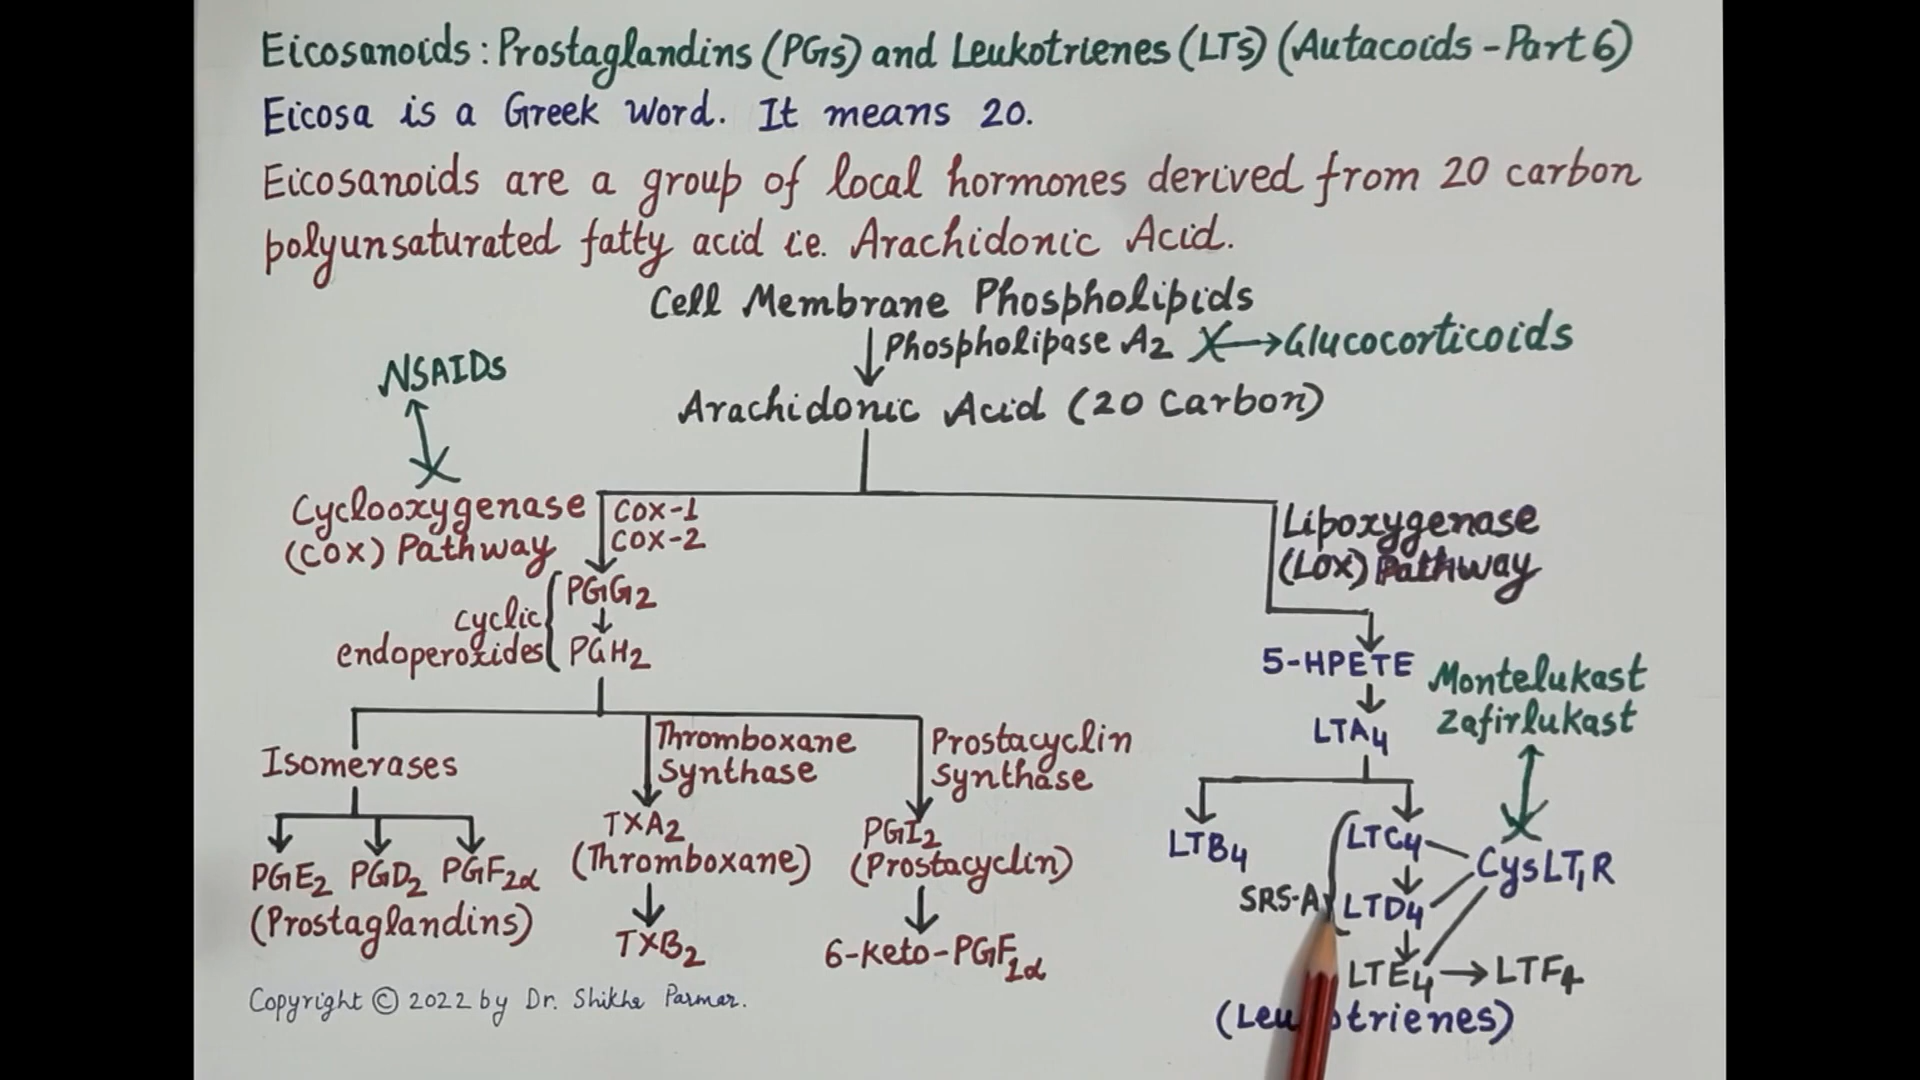 Eicosanoids: Prostaglandins (PGs) and Leukotrienes (LTs) (Autacoids - Part 6)
Eicosa is a Greek word. It means 20.
Eicosanoids are a group of local hormones derived from 20 carbon
polyunsaturated fatty acid i.e. Arachidonic Acid.
Cell Membrane Phospholipids
Phospholipase A2 X→Glucocorticoids
NSAIDs
Arachidonic Acid (20 Carbon)
Cyclooxygenase
(COX) Pathway
COX-1
COX-2
Lipoxygenase
(LOX) Pathway
cyclic
endoperoxides
PGG2
PGH2
5-HPETE
Montelukast
Zafirlukast
LTA4
Isomerases
Thromboxane
Synthase
Prostacyclin
Synthase
PGE2 PGD2 PGF2α
(Prostaglandins)
TXA2
(Thromboxane)
TXB2
PGI2
(Prostacyclin)
6-Keto-PGF1α
LTB4
LTC4
CysLT1R
SRS-A
LTD4
LTE4→LTF4
(Leukotrienes)
Copyright © 2022 by Dr. Shikha Parmar.